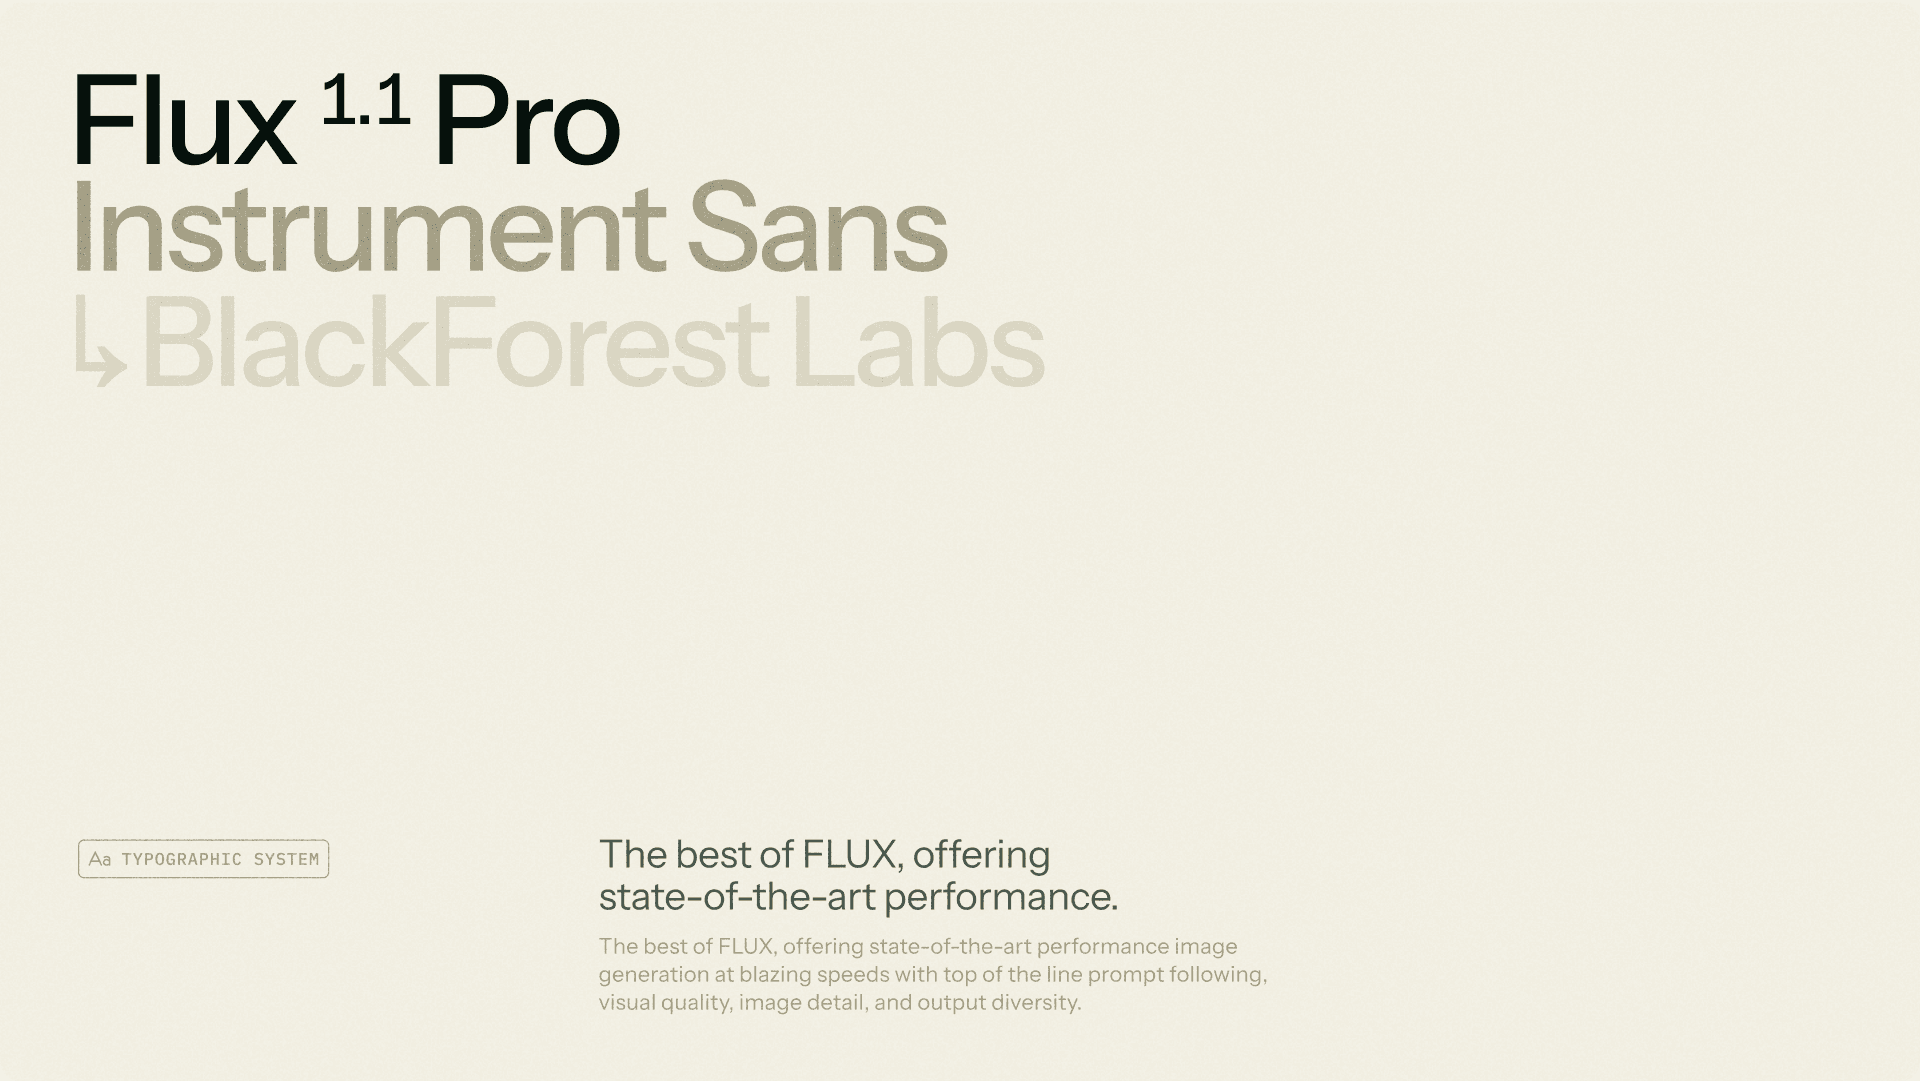 Flux 1.1 Pro
Instrument Sans
↳BlackForest Labs
Aa TYPOGRAPHIC SYSTEM
The best of FLUX, offering
state-of-the-art performance.
The best of FLUX, offering state-of-the-art performance image
generation at blazing speeds with top of the line prompt following,
visual quality, image detail, and output diversity.